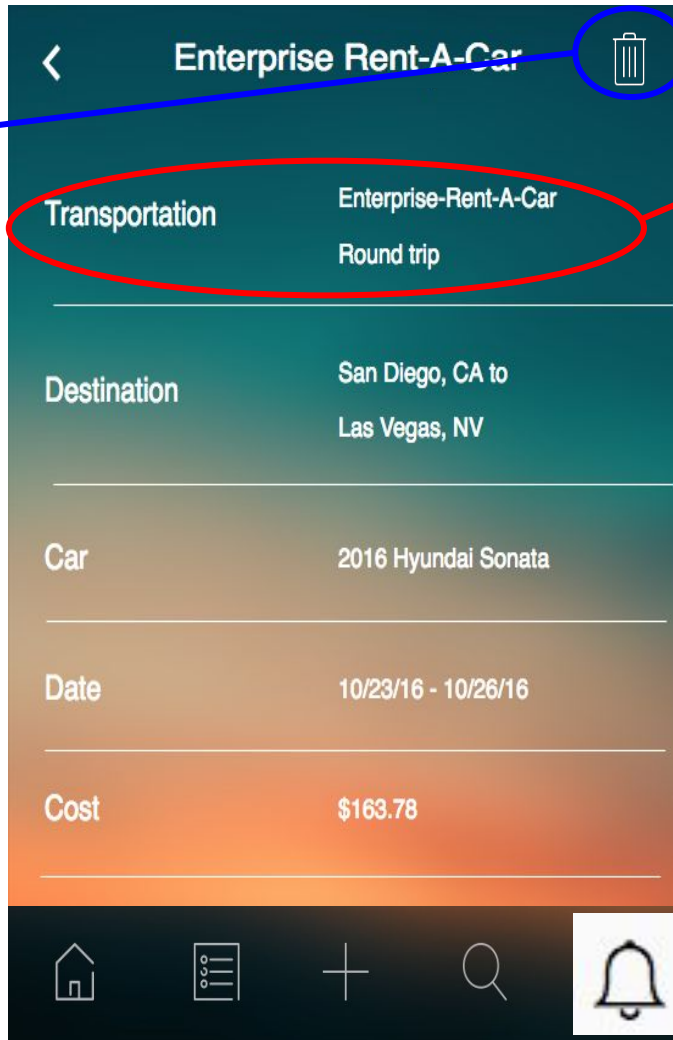 Enterprise Rent-A-Car
Transportation
Enterprise-Rent-A-Car
Round trip
Destination
San Diego, CA to
Las Vegas, NV
Car
2016 Hyundai Sonata
Date
10/23/16 - 10/26/16
Cost
$163.78